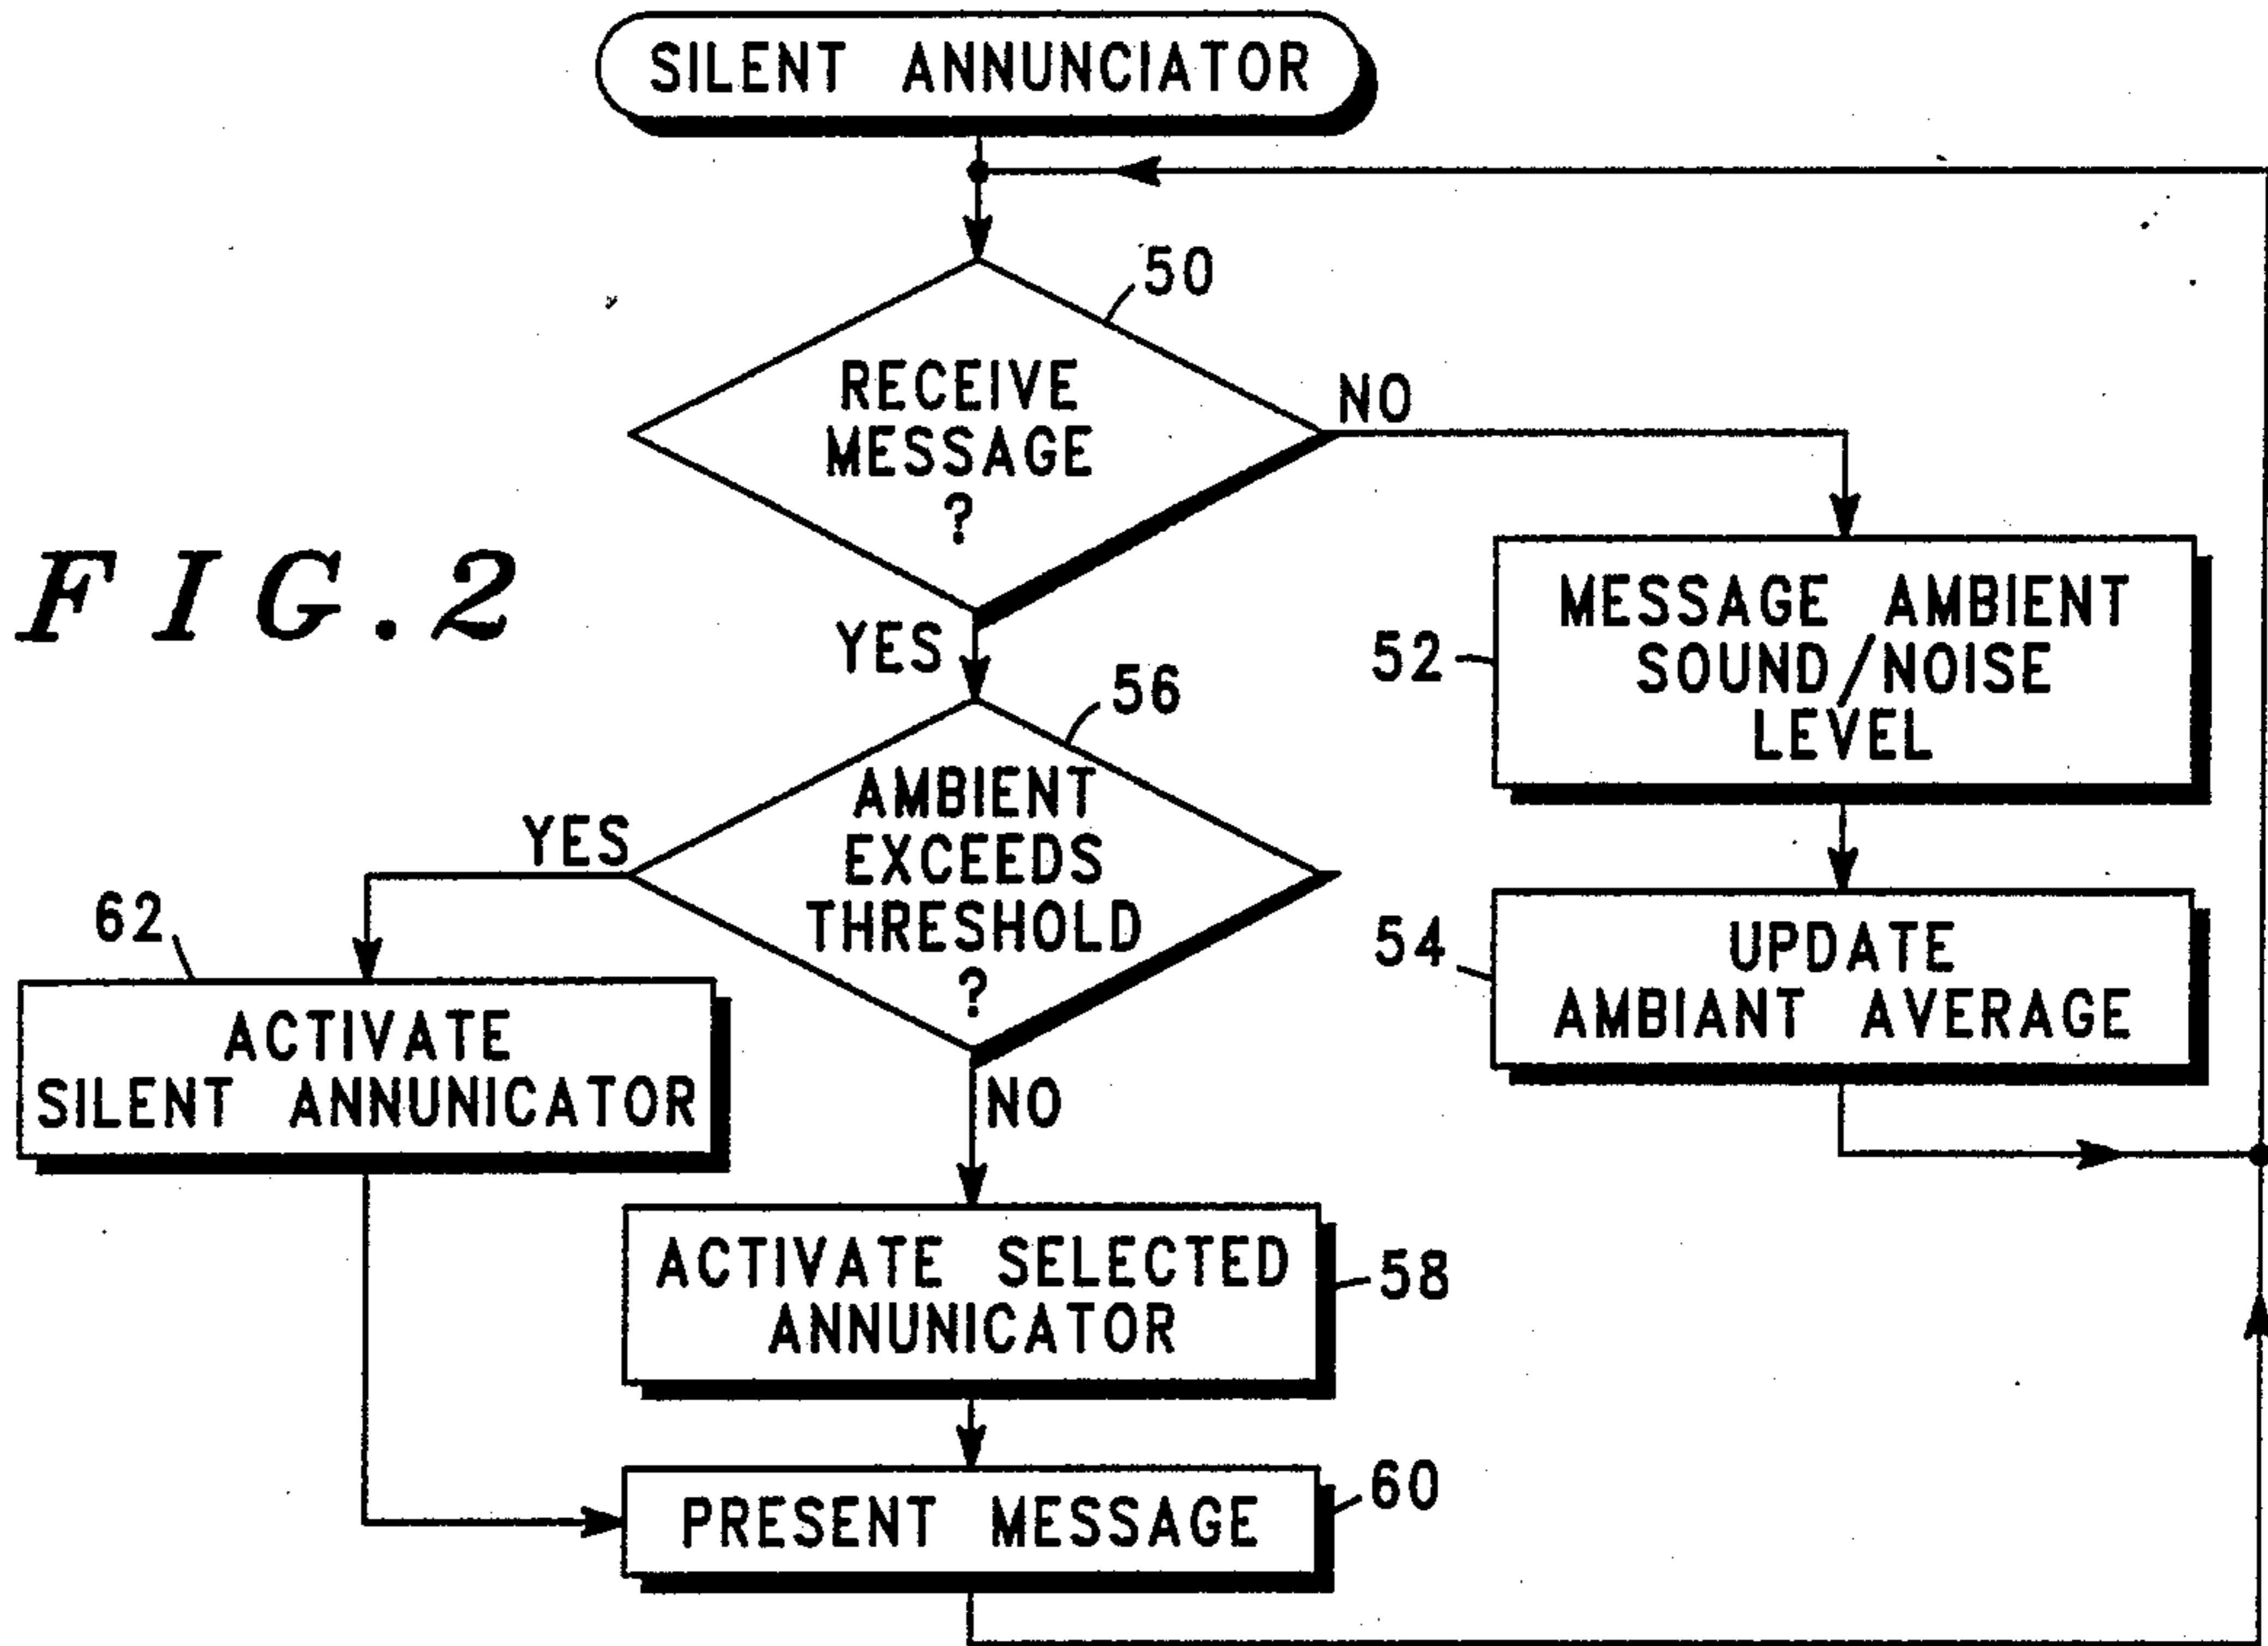 SILENT ANNUNCIATOR
50
RECEIVE
MESSAGE
?
NO
YES
FIG.2
52
MESSAGE AMBIENT
SOUND/NOISE
LEVEL
56
AMBIENT
EXCEEDS
THRESHOLD
?
YES
NO
54
UPDATE
AMBIANT AVERAGE
62
ACTIVATE
SILENT ANNUNICATOR
ACTIVATE SELECTED
ANNUNICATOR
58
PRESENT MESSAGE
60